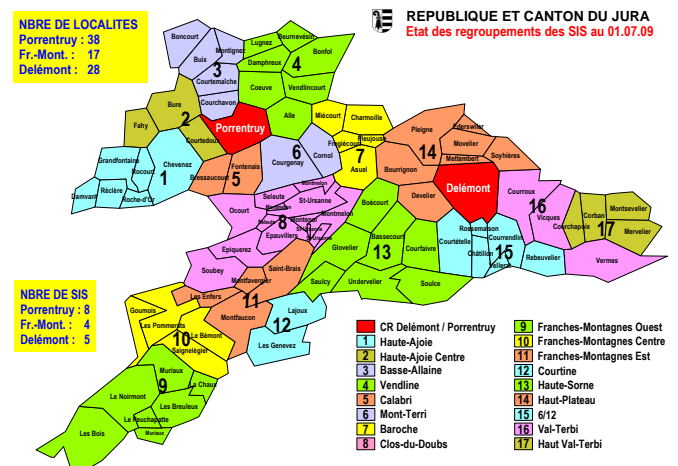 NBRE DE LOCALITES
Porrentruy : 38
Fr.-Mont. : 17
Delémont : 28
REPUBLIQUE ET CANTON DU JURA
Etat des regroupements des SIS au 01.07.09
Boncourt
Buix
Montignez
3
Courtemaîche
Courchavon
Lugnez
Beurnevésin
Damphreux
4
Bonfol
Coeuve
Vendlincourt
Bure
2
Fahy
Courtedoux
Porrentruy
Alle
Miécourt
Charmoille
Fregiécourt
Pleujouse
7
Asuel
Grandfontaine
Rocourt
Chevenez
1
Damvant
Réclère
Roche-d'Or
Bressaucourt
Fontenais
5
6
Courgenay
Cornol
Pleigne
Ederswiler
Movelier
14
Mettembert
Soyhières
Bourrignon
Develier
Delémont
Courroux
16
Vicques
Courchapoix
Corban
Montsevelier
17
Mervelier
Vermes
Rossemaison
Courtételle
Châtillon
Courrendlin
15
Vellerat
Rebeuvelier
Montmelon
Seleute
St-Ursanne
Ocourt
Montmelon
Seleute
8
Montenol
St-Ursanne
Epauvillers
Epiquerez
Soubey
Boécourt
Bassecourt
13
Glovelier
Courfaivre
Saulcy
Undervelier
Soulce
Saint-Brais
Montfavergier
Les Enfers
11
Montfaucon
Lajoux
12
Les Genevez
NBRE DE SIS
Porrentruy : 8
Fr.-Mont. : 4
Delémont : 5
Goumois
Les Pommerats
10
Le Bémont
Saignelégier
Muriaux
La Chaux
9
Le Noirmont
Les Breuleux
Le Peuchapatte
Muriaux
Les Bois
CR Delémont / Porrentruy
1 Haute-Ajoie
2 Haute-Ajoie Centre
3 Basse-Allaine
4 Vendline
5 Calabri
6 Mont-Terri
7 Baroche
8 Clos-du-Doubs
9 Franches-Montagnes Ouest
10 Franches-Montagnes Centre
11 Franches-Montagnes Est
12 Courtine
13 Haute-Sorne
14 Haut-Plateau
15 6/12
16 Val-Terbi
17 Haut Val-Terbi